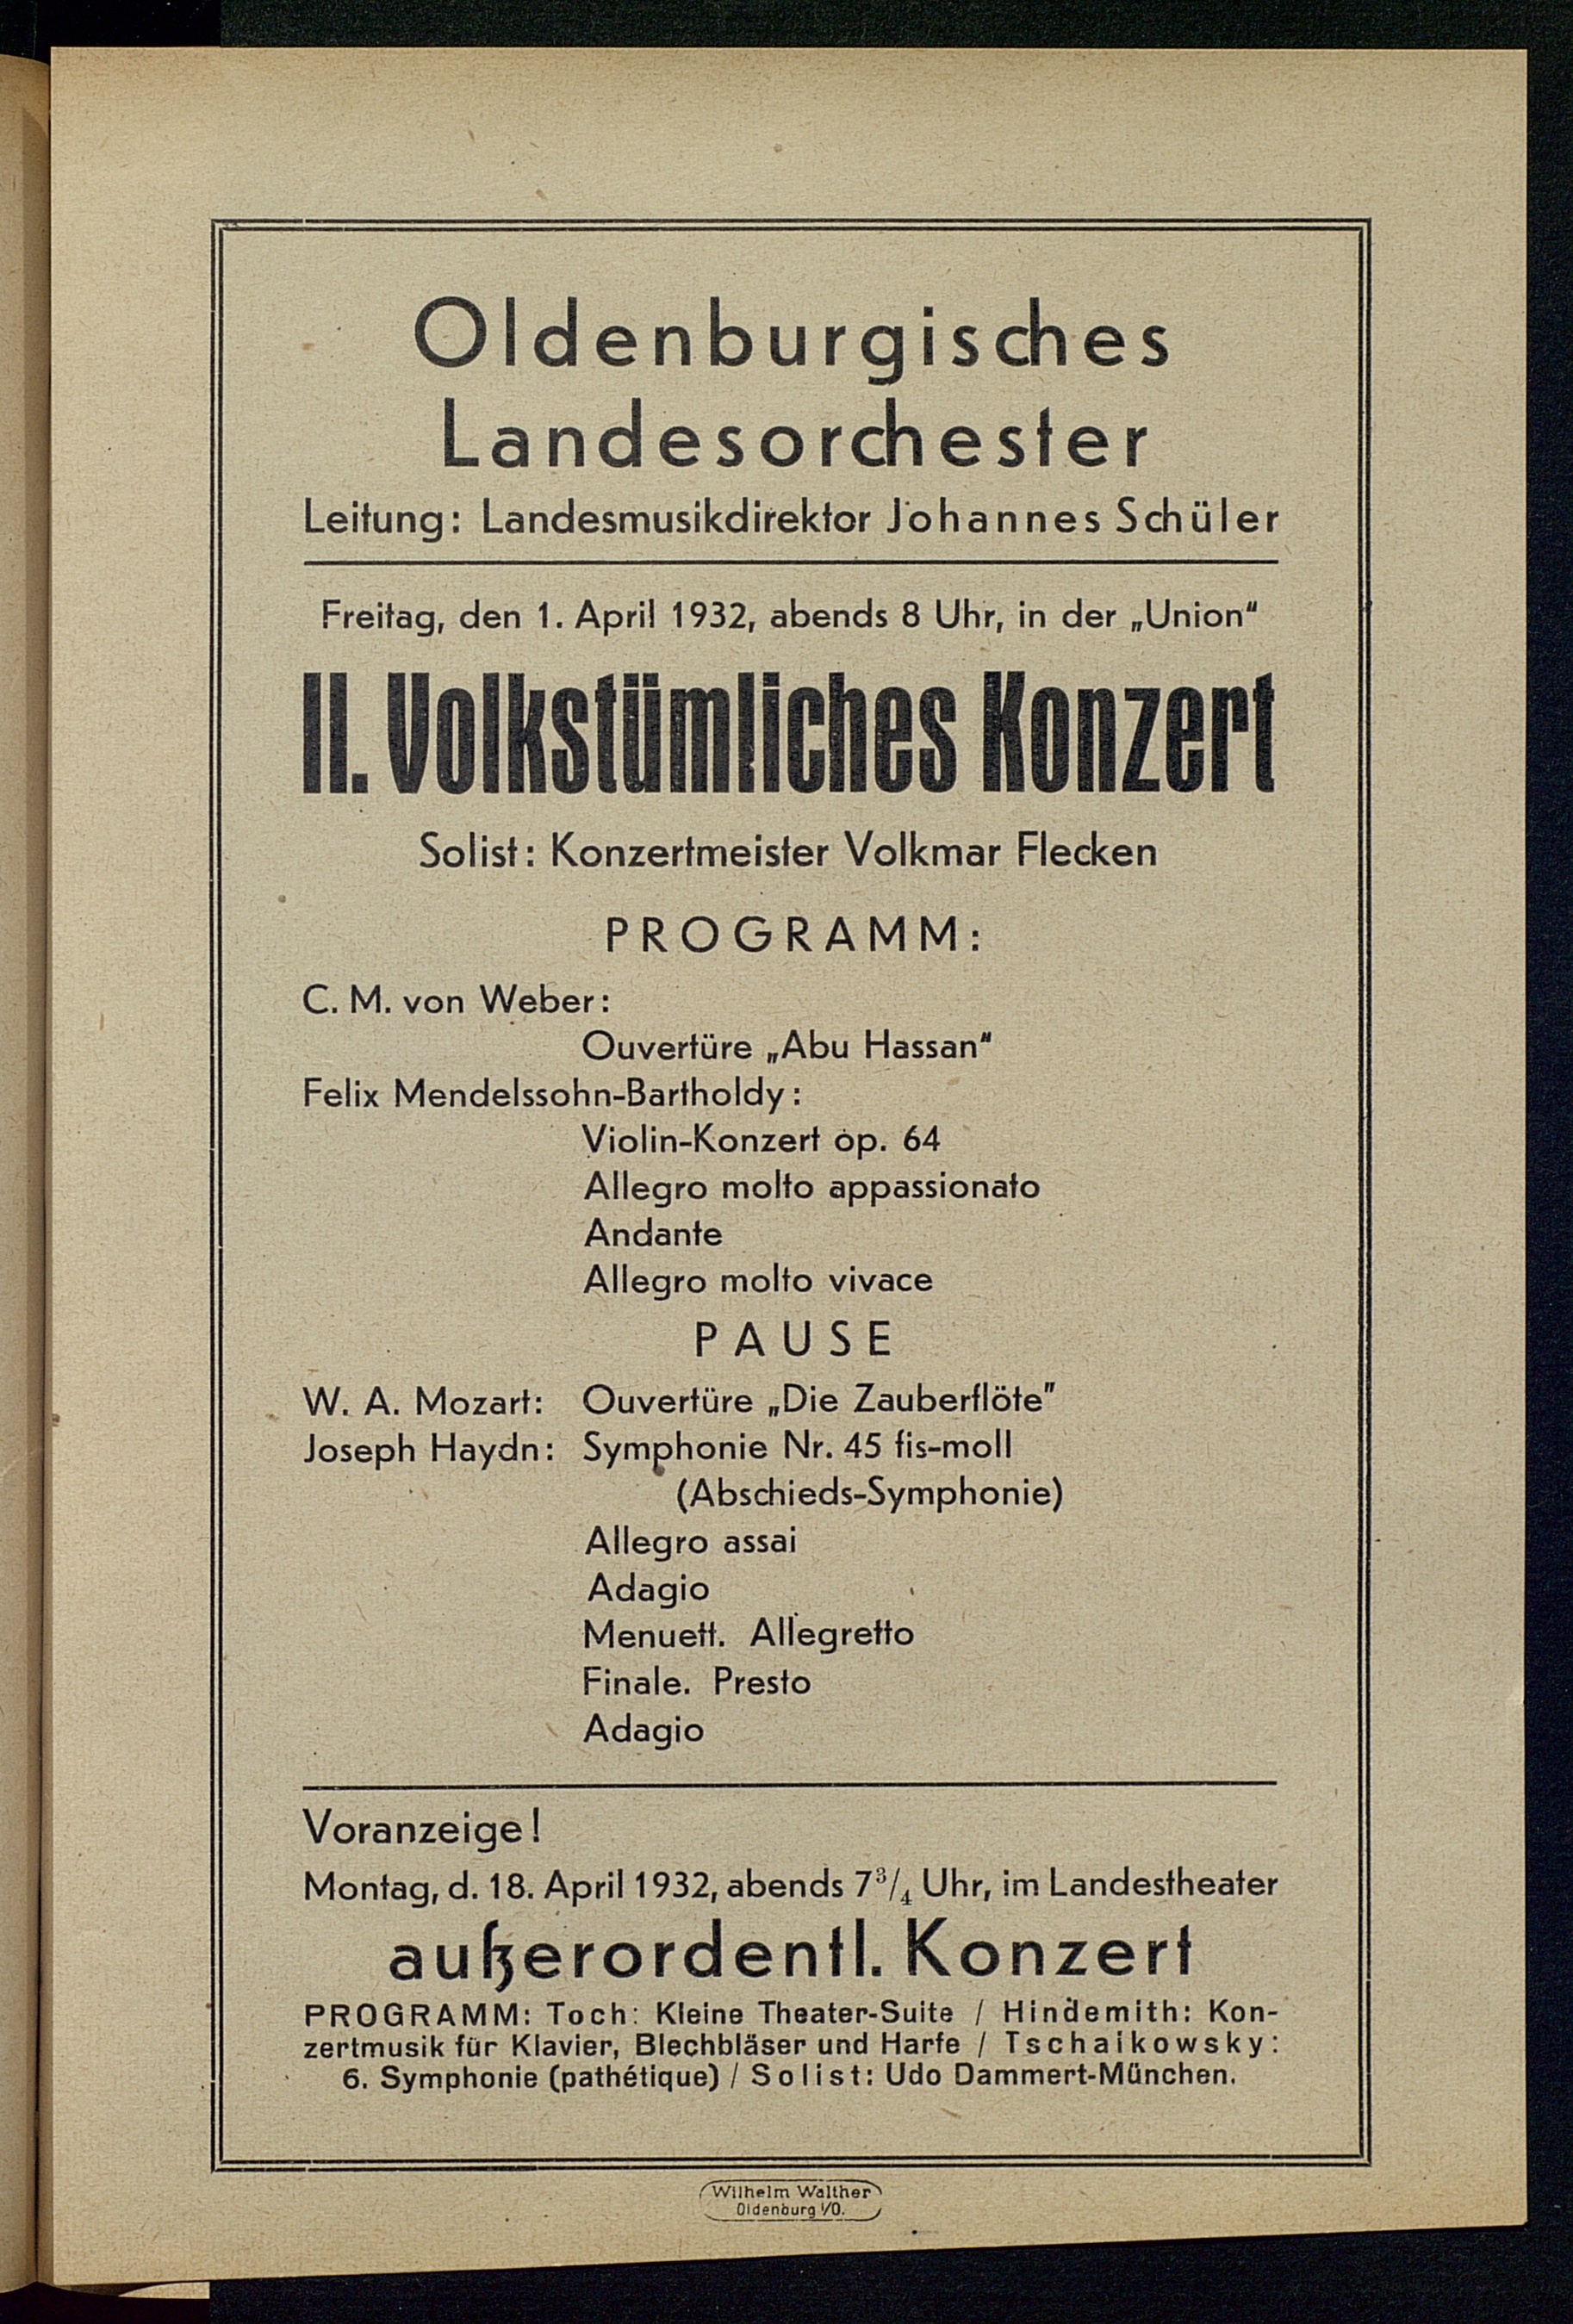 Oldenburgisches
Landesorchester
Leitung: Landesmusikdirektor Johannes Schüler
Freitag, den 1. April 1932, abends 8 Uhr, in der „Union“
II. Volkstümliches Konzert
Solist: Konzertmeister Volkmar Flecken
PROGRAMM:
C. M. von Weber:
Ouvertüre „Abu Hassan“
Felix Mendelssohn-Bartholdy:
Violin-Konzert op. 64
Allegro molto appassionato
Andante
Allegro molto vivace
PAUSE
W. A. Mozart: Ouvertüre „Die Zauberflöte”
Joseph Haydn: Symphonie Nr. 45 fis-moll
(Abschieds-Symphonie)
Allegro assai
Adagio
Menuett. Allegretto
Finale. Presto
Adagio
Voranzeige!
Montag, d. 18. April 1932, abends 7 3/4 Uhr, im Landestheater
außerordentl. Konzert
PROGRAMM: Toch: Kleine Theater-Suite / Hindemith: Kon-
zertmusik für Klavier, Blechbläser und Harfe / Tschaikowsky:
6. Symphonie (pathétique) / Solist: Udo Dammert-München.
Wilhelm Walther
Oldenburg i/O.